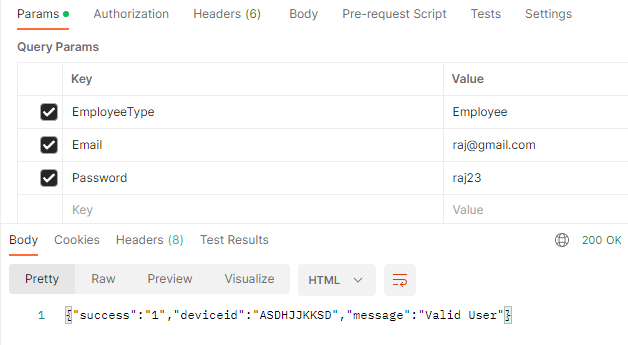 Params Authorization Headers (6) Body Pre-request Script Tests Settings
Query Params
Key Value
EmployeeType Employee
Email raj@gmail.com
Password raj23
Key Value
Body Cookies Headers (8) Test Results 200 OK
Pretty Raw Preview Visualize HTML
1 {"success":"1","deviceid":"ASDHJJKKSD","message":"Valid User"}